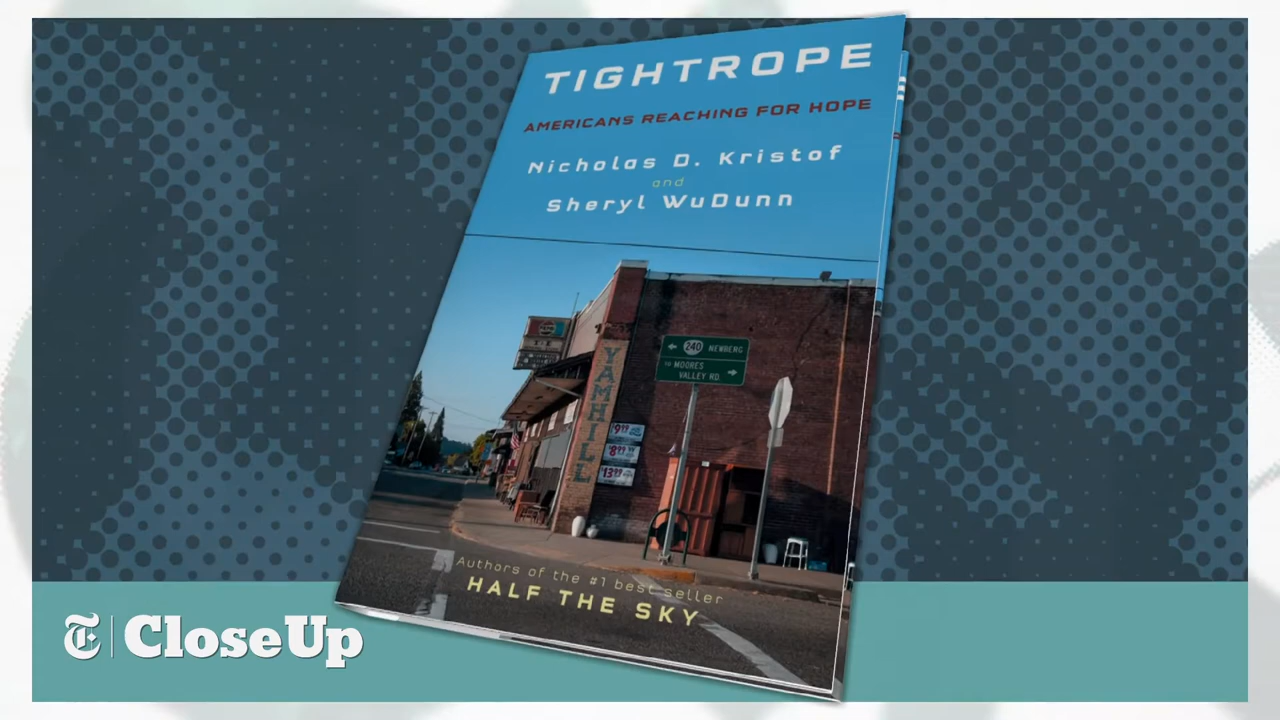 TIGHTROPE
AMERICANS REACHING FOR HOPE
Nicholas D. Kristof
and
Sheryl WuDunn
YAMHILL
240 NEWBERG
TO MOORES
VALLEY RD
Authors of the #1 best seller
HALF THE SKY
T | CloseUp